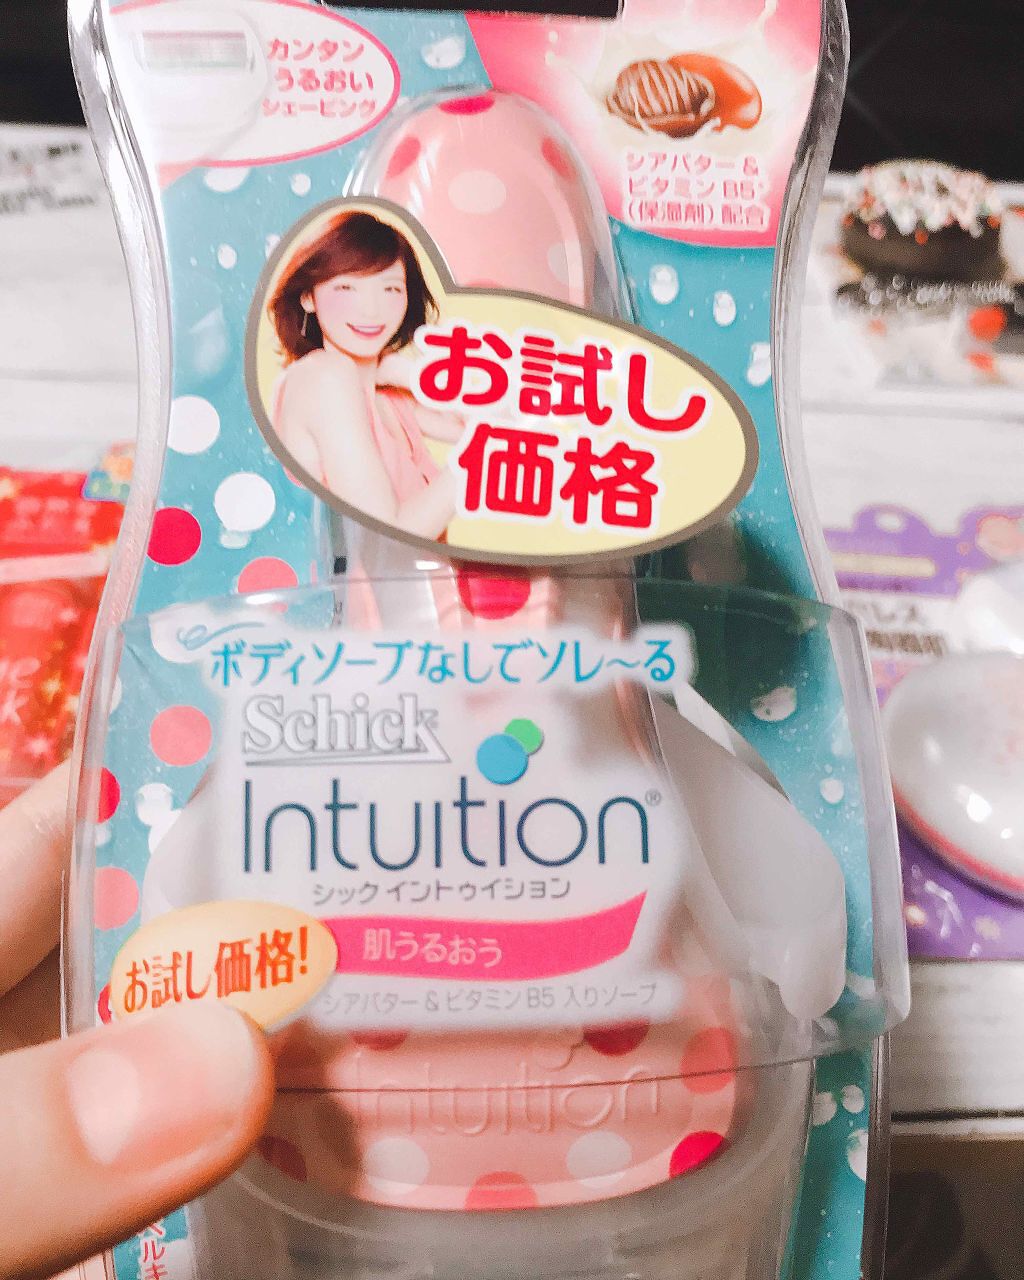 カンタン
うるおい
シェービング
シアバター&
ビタミンB5*
(保湿剤)配合
お試し
価格
ボディソープなしでソレ〜る
Schick
Intuition®
シック イントゥイション
肌うるおう
お試し価格!
シアバター&ビタミンB5 入りソープ
Intuition